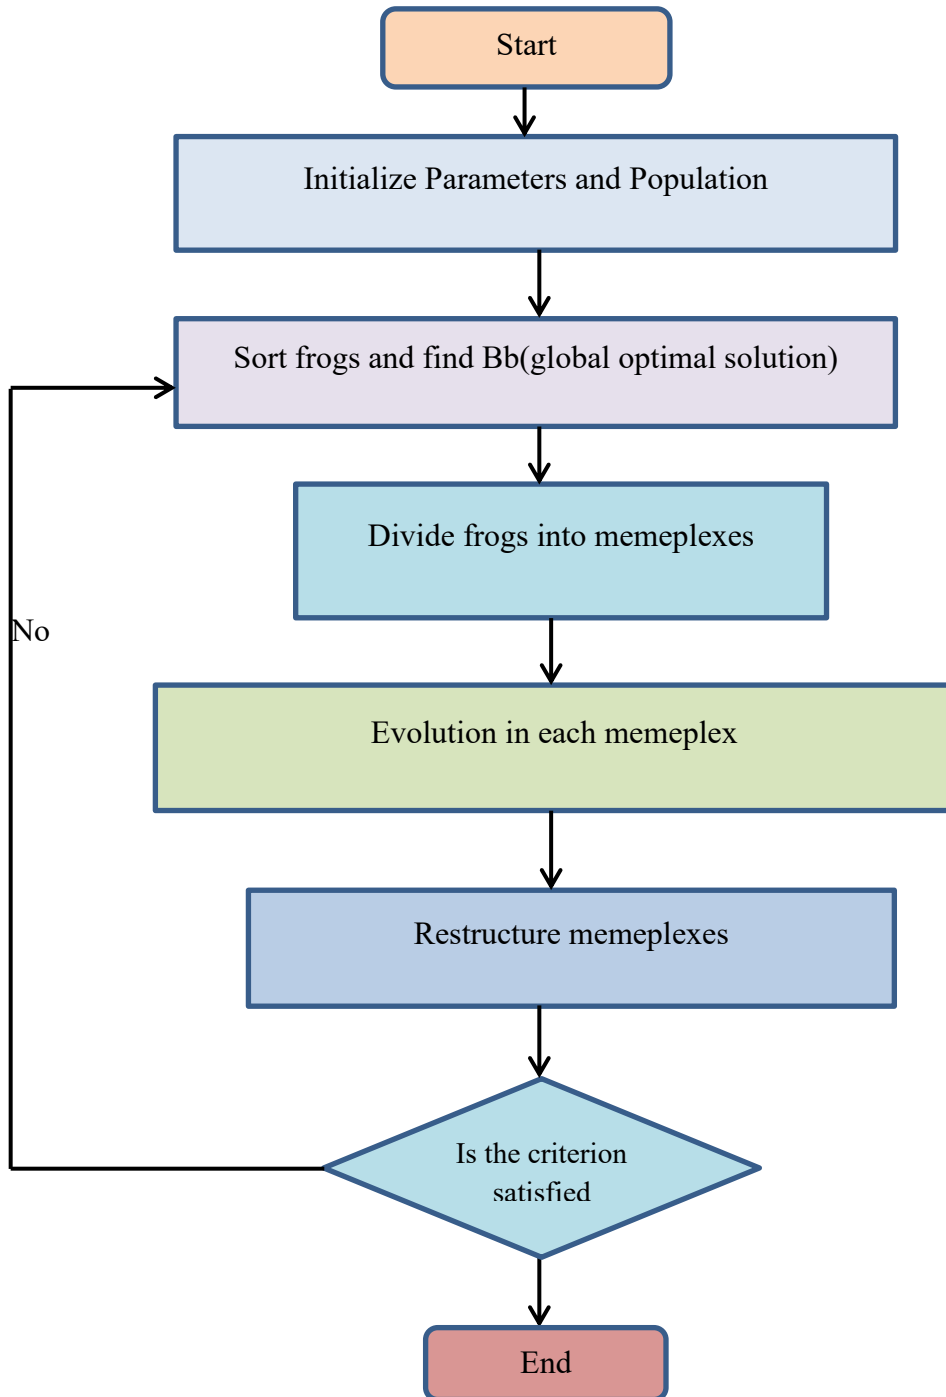 Start
Initialize Parameters and Population
Sort frogs and find Bb(global optimal solution)
Divide frogs into memeplexes
No
Evolution in each memeplex
Restructure memeplexes
Is the criterion
satisfied
End